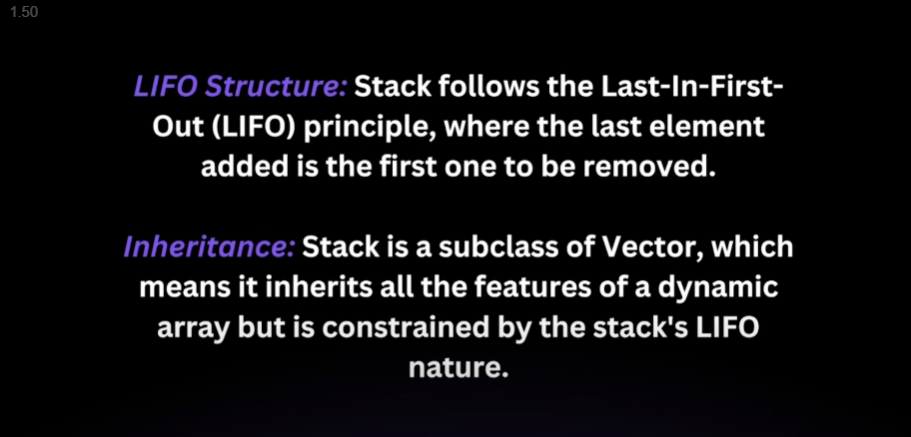 1.50
LIFO Structure: Stack follows the Last-In-First-
Out (LIFO) principle, where the last element
added is the first one to be removed.
Inheritance: Stack is a subclass of Vector, which
means it inherits all the features of a dynamic
array but is constrained by the stack's LIFO
nature.